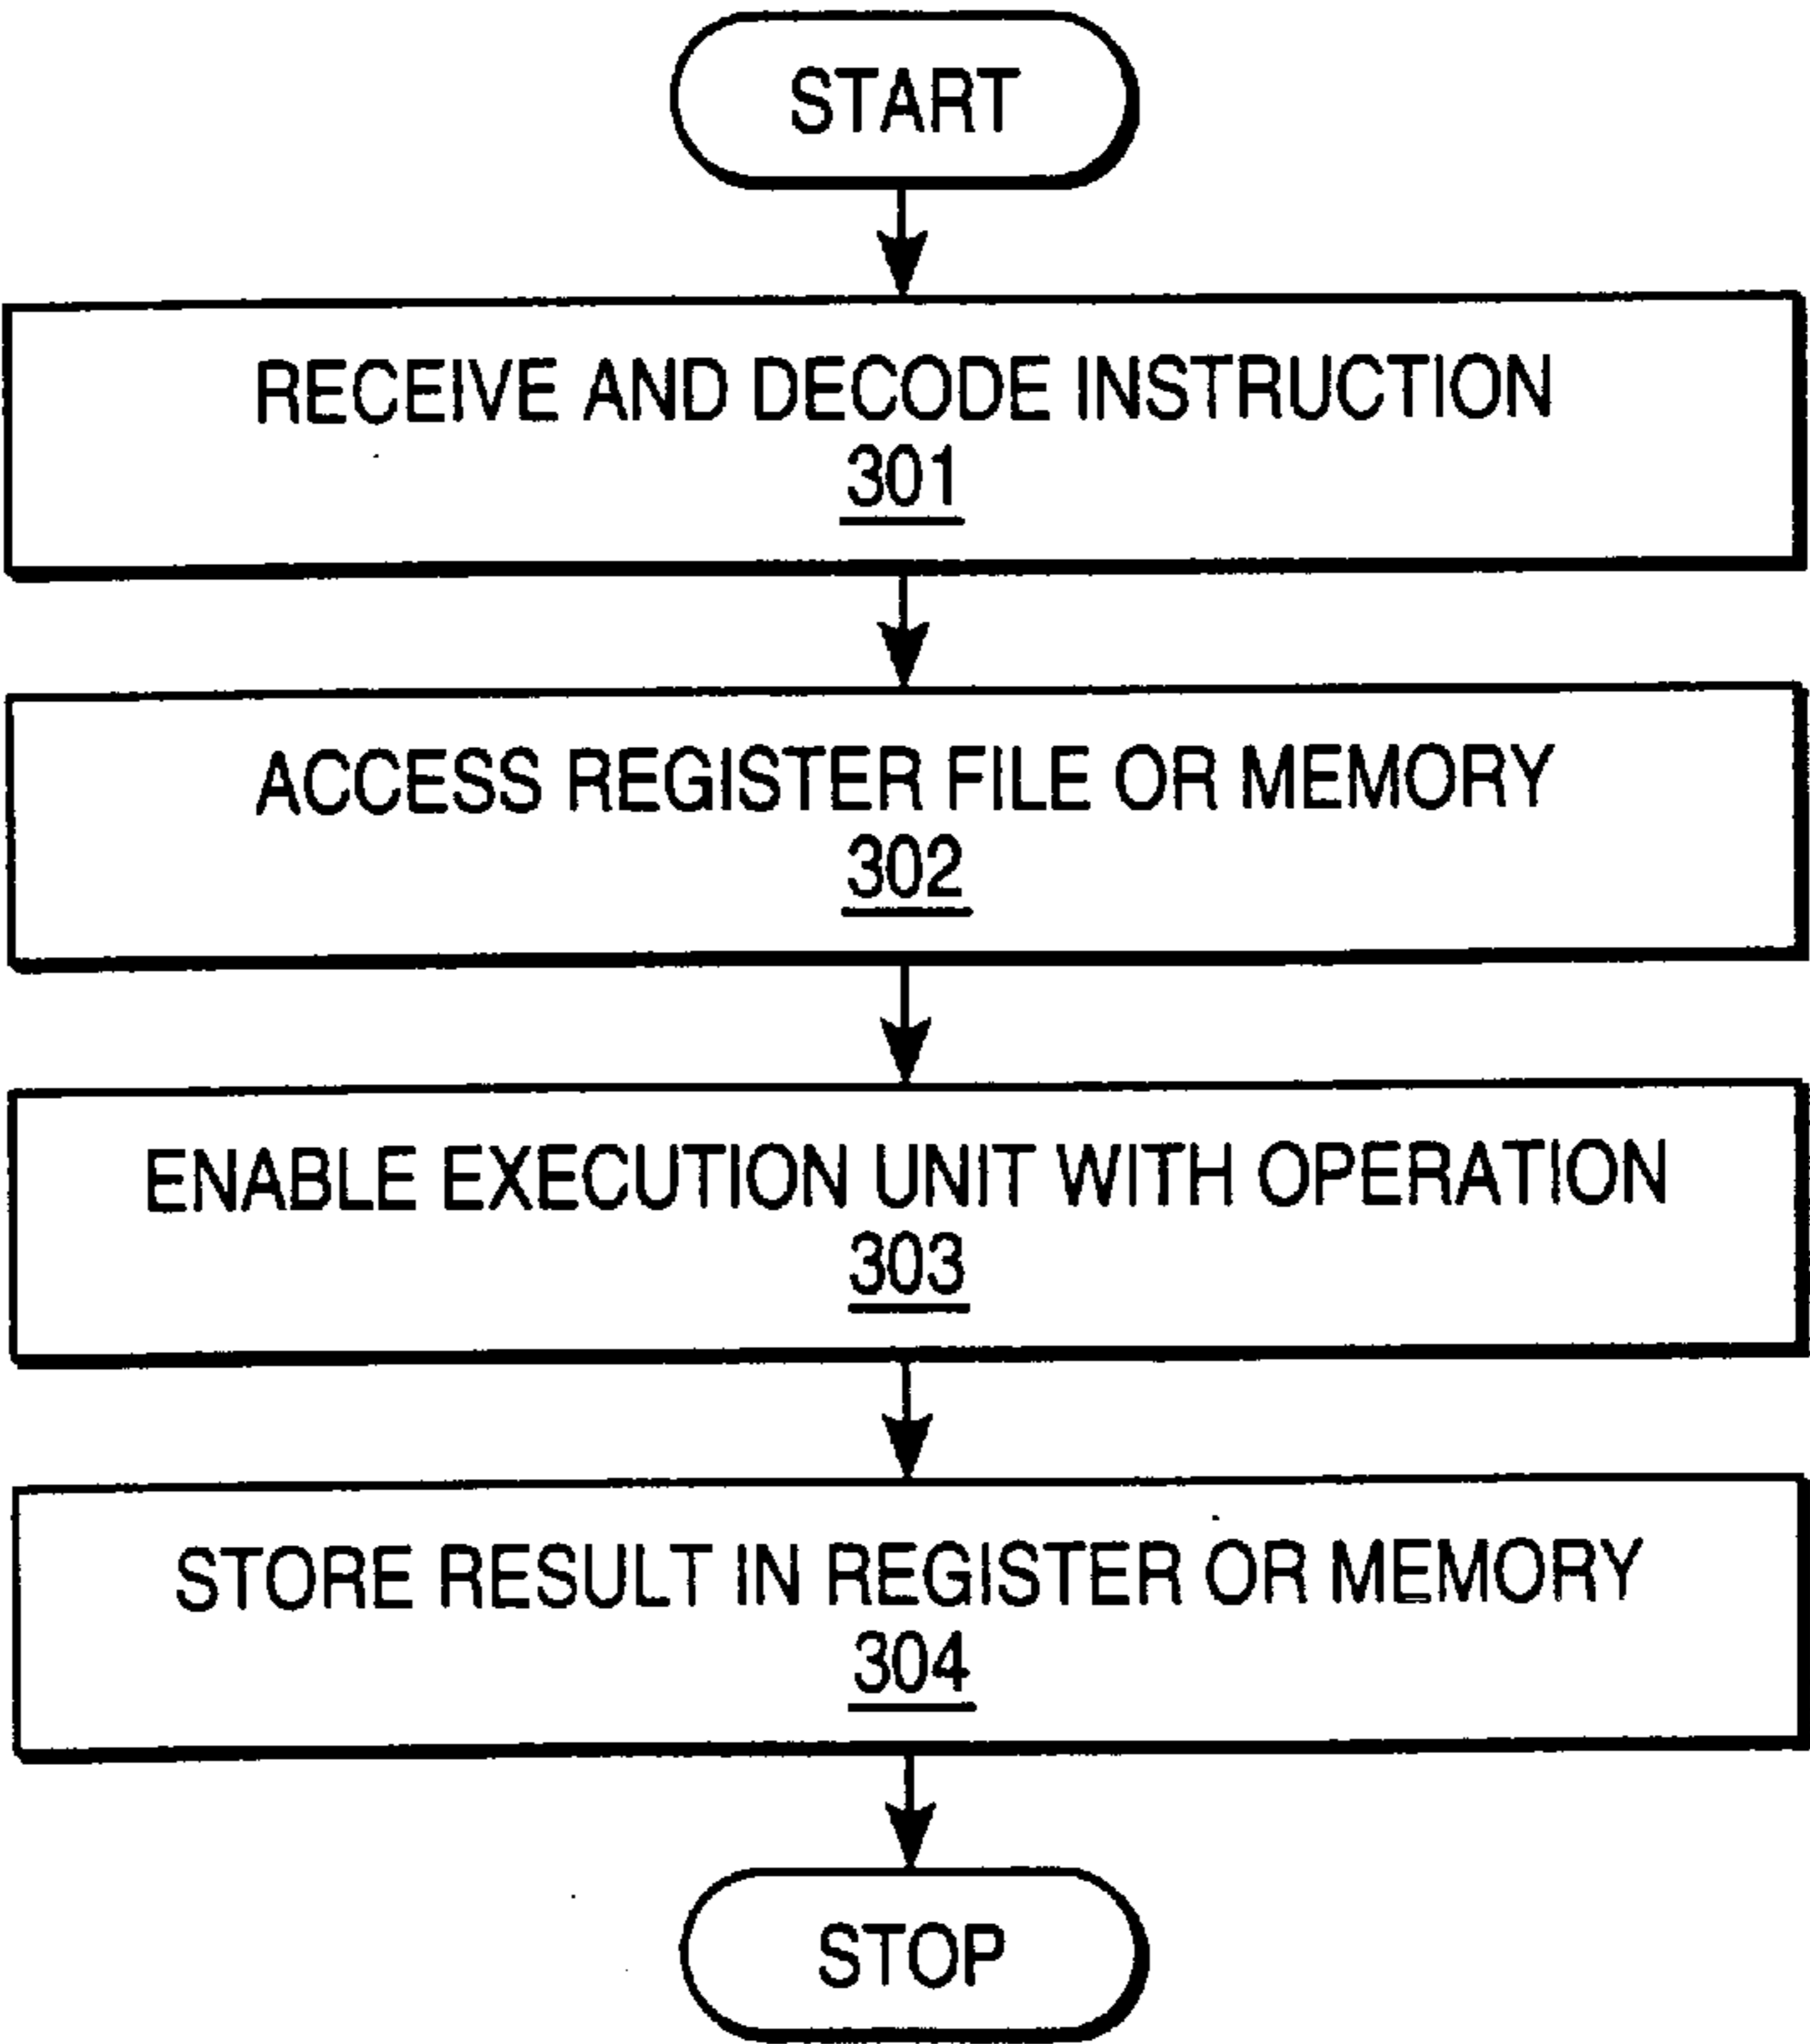 START
RECEIVE AND DECODE INSTRUCTION
301
ACCESS REGISTER FILE OR MEMORY
302
ENABLE EXECUTION UNIT WITH OPERATION
303
STORE RESULT IN REGISTER OR MEMORY
304
STOP